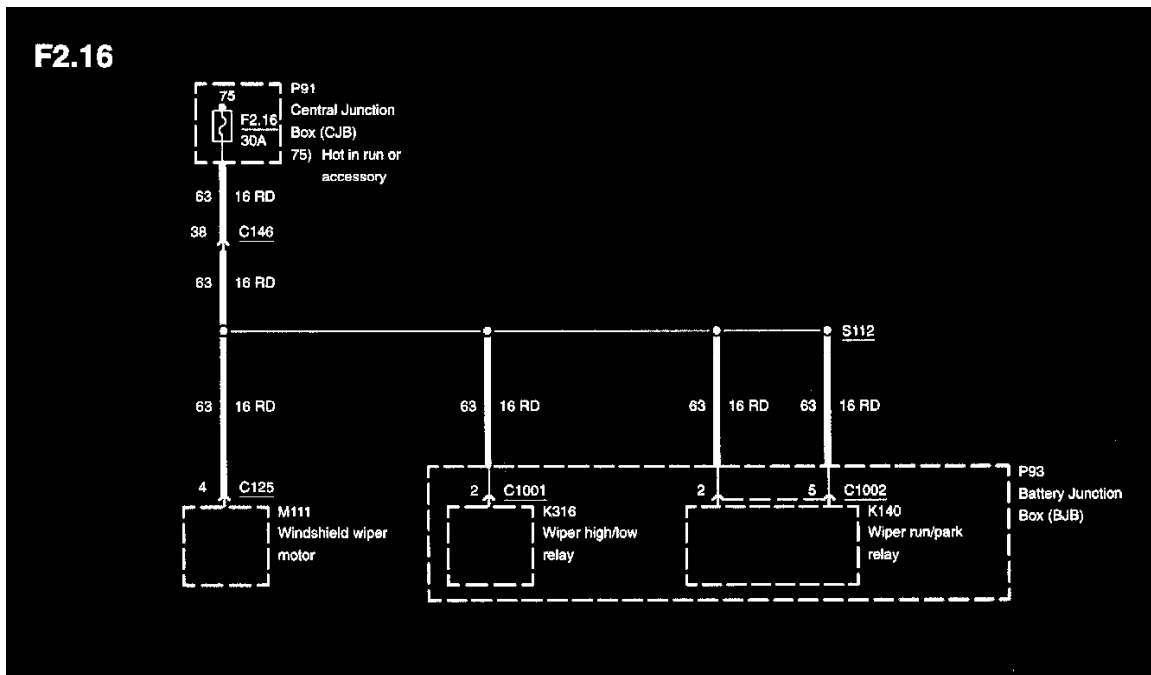 F2.16
75
F2.16
30A
P91
Central Junction
Box (CJB)
75) Hot in run or
accessory
63 16 RD
38 C146
63 16 RD
S112
63 16 RD
63 16 RD
63 16 RD
63 16 RD
P93
Battery Junction
Box (BJB)
4 C125
2 C1001
2
5 C1002
M111
Windshield wiper
motor
K316
Wiper high/low
relay
K140
Wiper run/park
relay